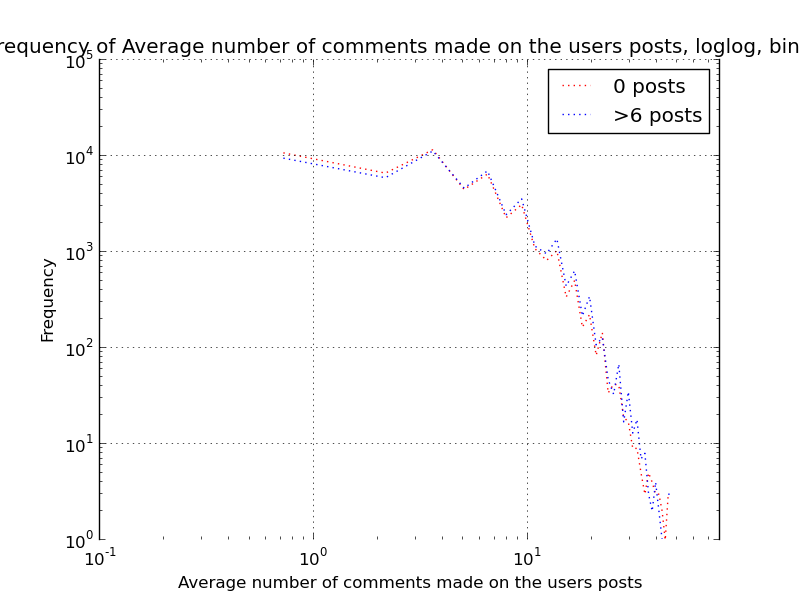 requency of Average number of comments made on the users posts, loglog, bin
10^5
10^4
10^3
10^2
10^1
10^0
Frequency
0 posts
>6 posts
10^-1
10^0
10^1
Average number of comments made on the users posts